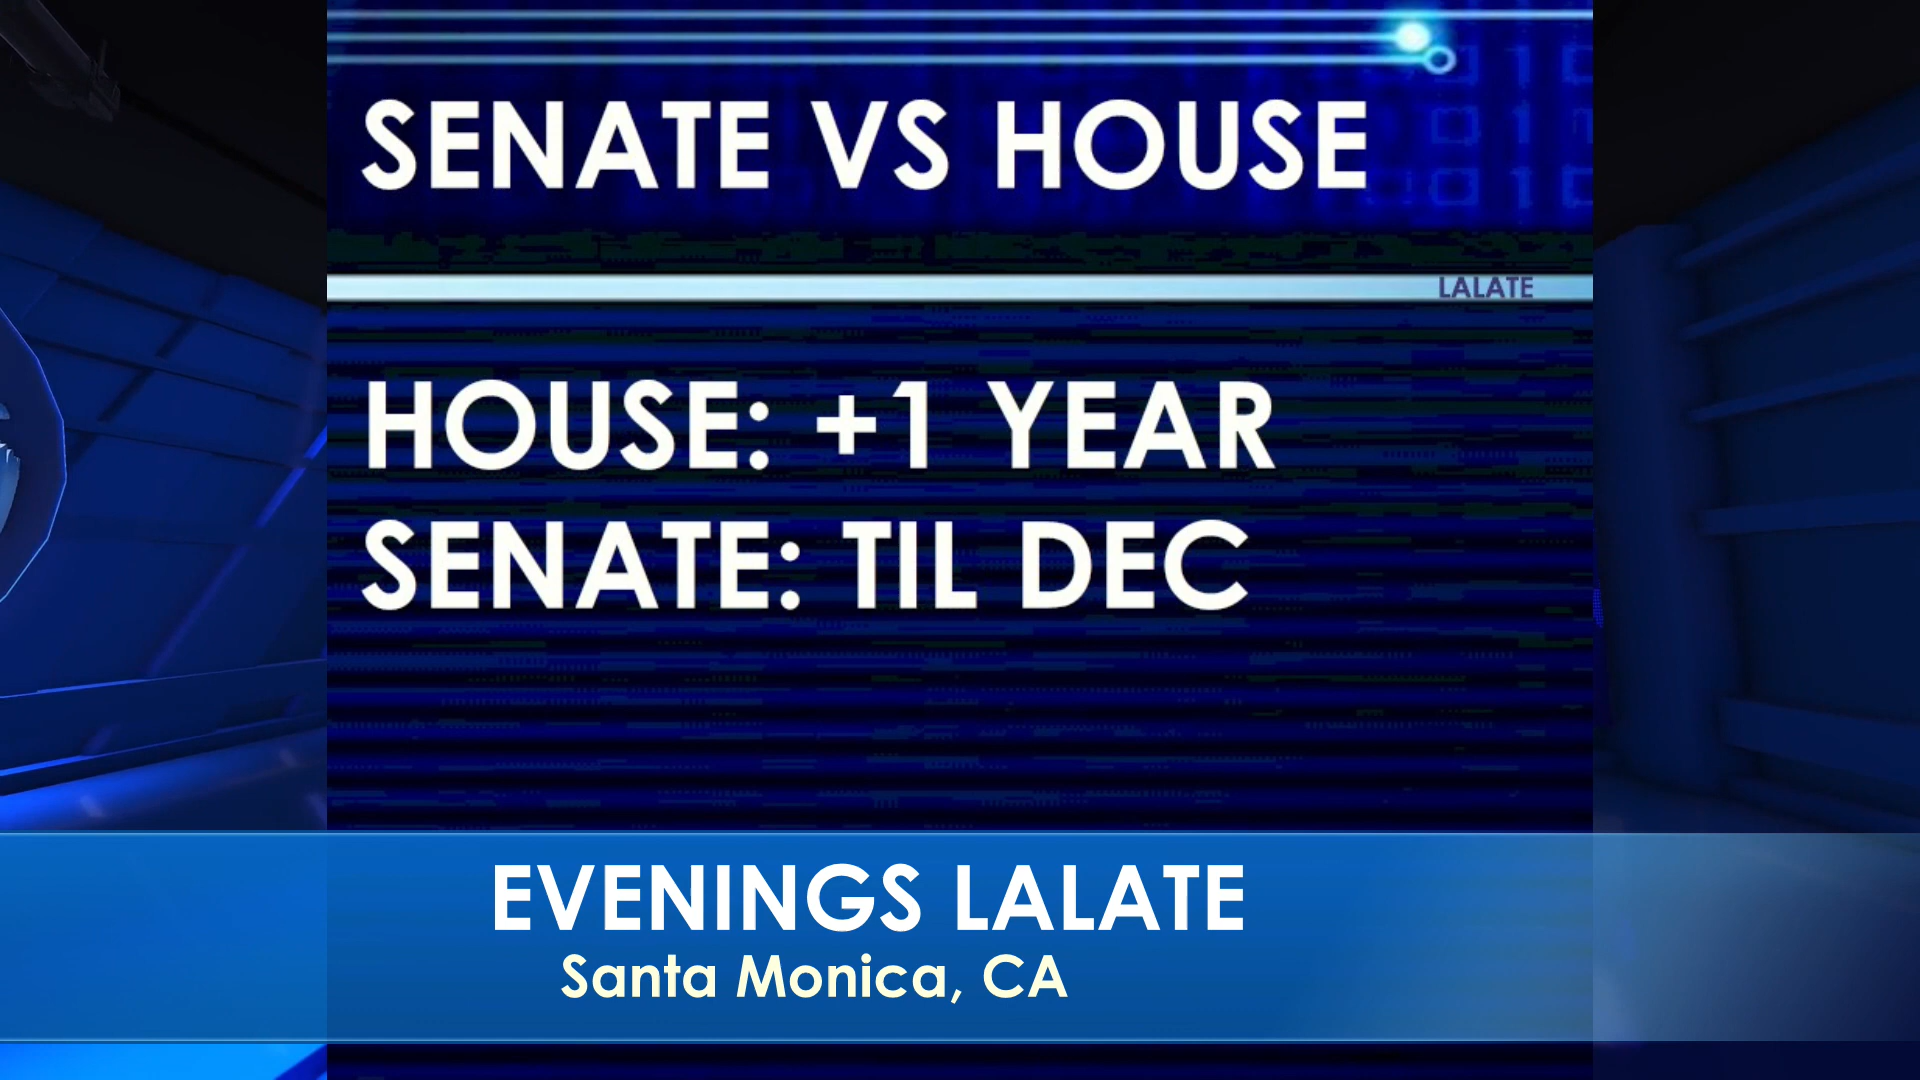 SENATE VS HOUSE
LALATE
HOUSE: +1 YEAR
SENATE: TIL DEC
EVENINGS LALATE
Santa Monica, CA